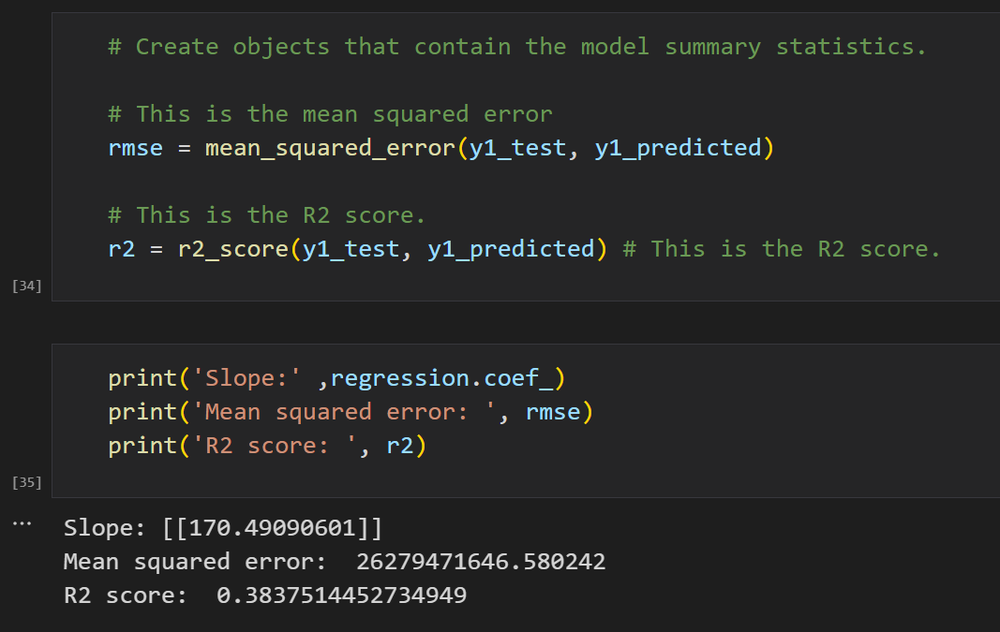 # Create objects that contain the model summary statistics.
# This is the mean squared error
rmse = mean_squared_error(y1_test, y1_predicted)
# This is the R2 score.
r2 = r2_score(y1_test, y1_predicted) # This is the R2 score.
[34]
print('Slope:' ,regression.coef_)
print('Mean squared error: ', rmse)
print('R2 score: ', r2)
[35]
... Slope: [[170.49090601]]
Mean squared error:  26279471646.580242
R2 score:  0.3837514452734949